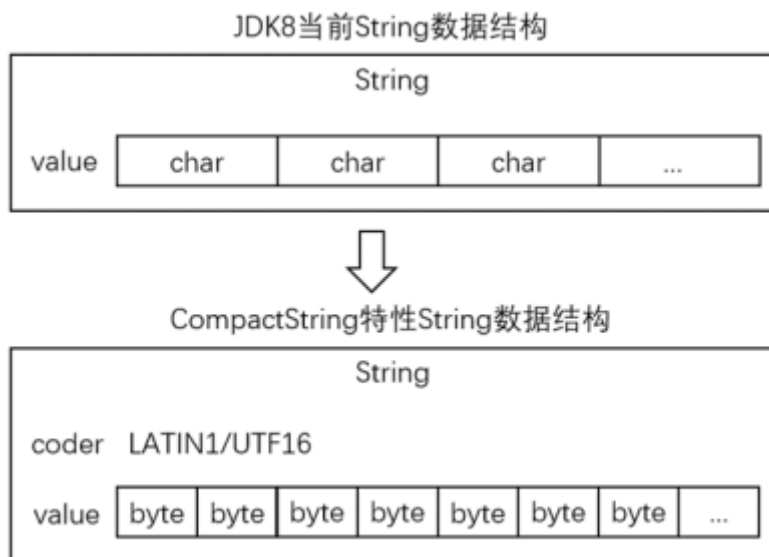 JDK8当前String数据结构
String
value char char char ...
CompactString特性String数据结构
String
coder LATIN1/UTF16
value byte byte byte byte byte byte byte ...